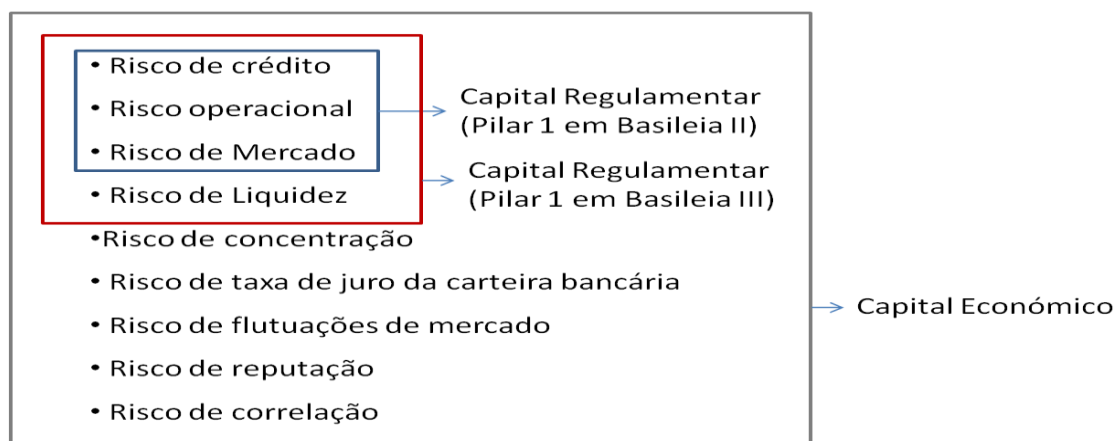 • Risco de crédito
• Risco operacional
• Risco de Mercado
• Risco de Liquidez
•Risco de concentração
• Risco de taxa de juro da carteira bancária
• Risco de flutuações de mercado
• Risco de reputação
• Risco de correlação
Capital Regulamentar
(Pilar 1 em Basileia II)
Capital Regulamentar
(Pilar 1 em Basileia III)
Capital Económico